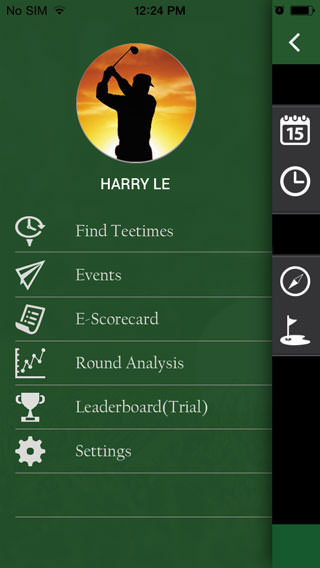 No SIM 12:24 PM
HARRY LE
15
Find Teetimes
Events
E-Scorecard
Round Analysis
Leaderboard(Trial)
Settings